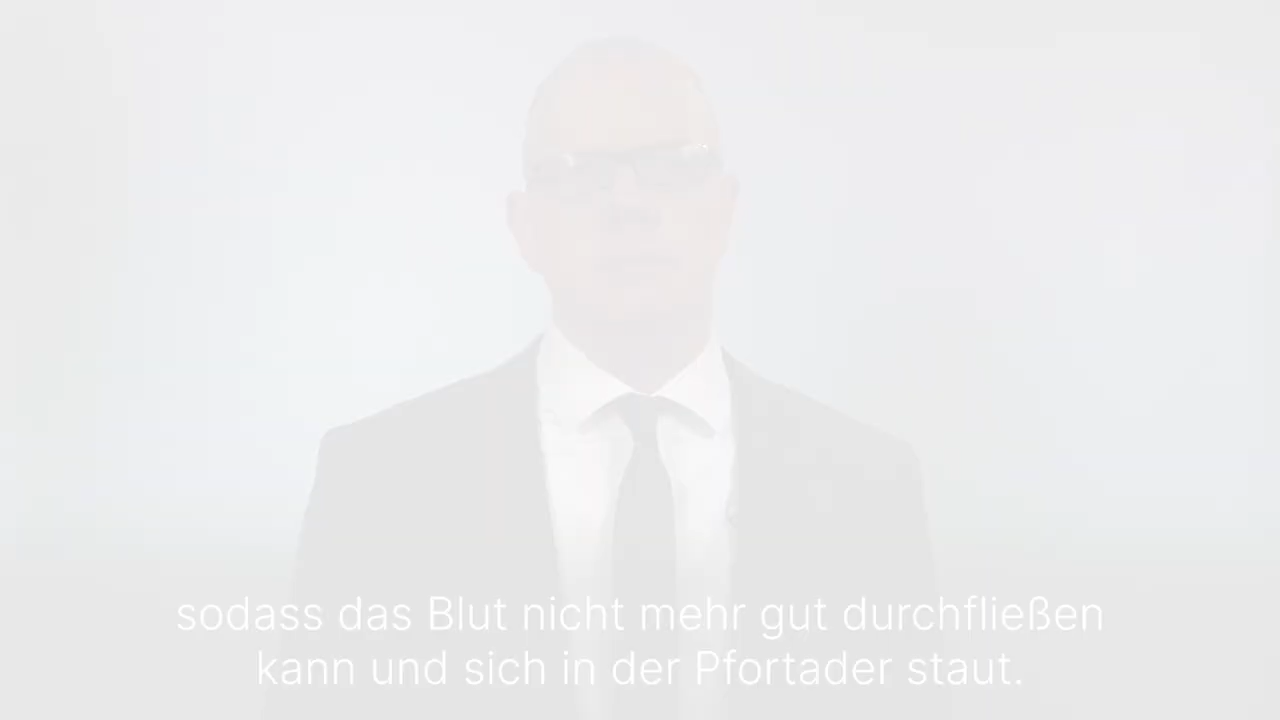 sodass das Blut nicht mehr gut durchfließen
kann und sich in der Pfortader staut.